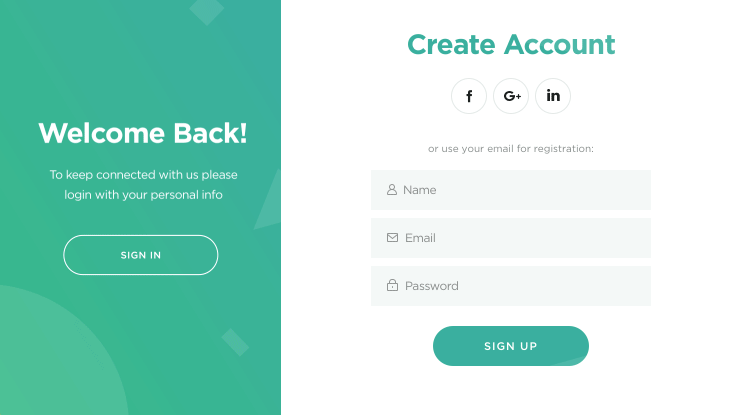 Welcome Back!
To keep connected with us please
login with your personal info
SIGN IN
Create Account
f
G+
in
or use your email for registration:
Name
Email
Password
SIGN UP